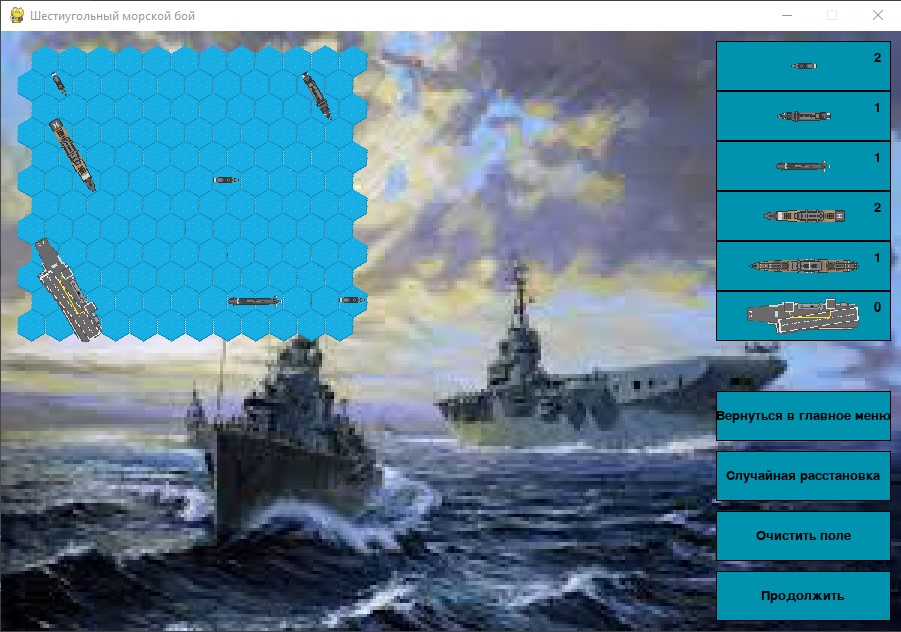 Шестиугольный морской бой
2
1
1
2
1
0
Вернуться в главное меню
Случайная расстановка
Очистить поле
Продолжить